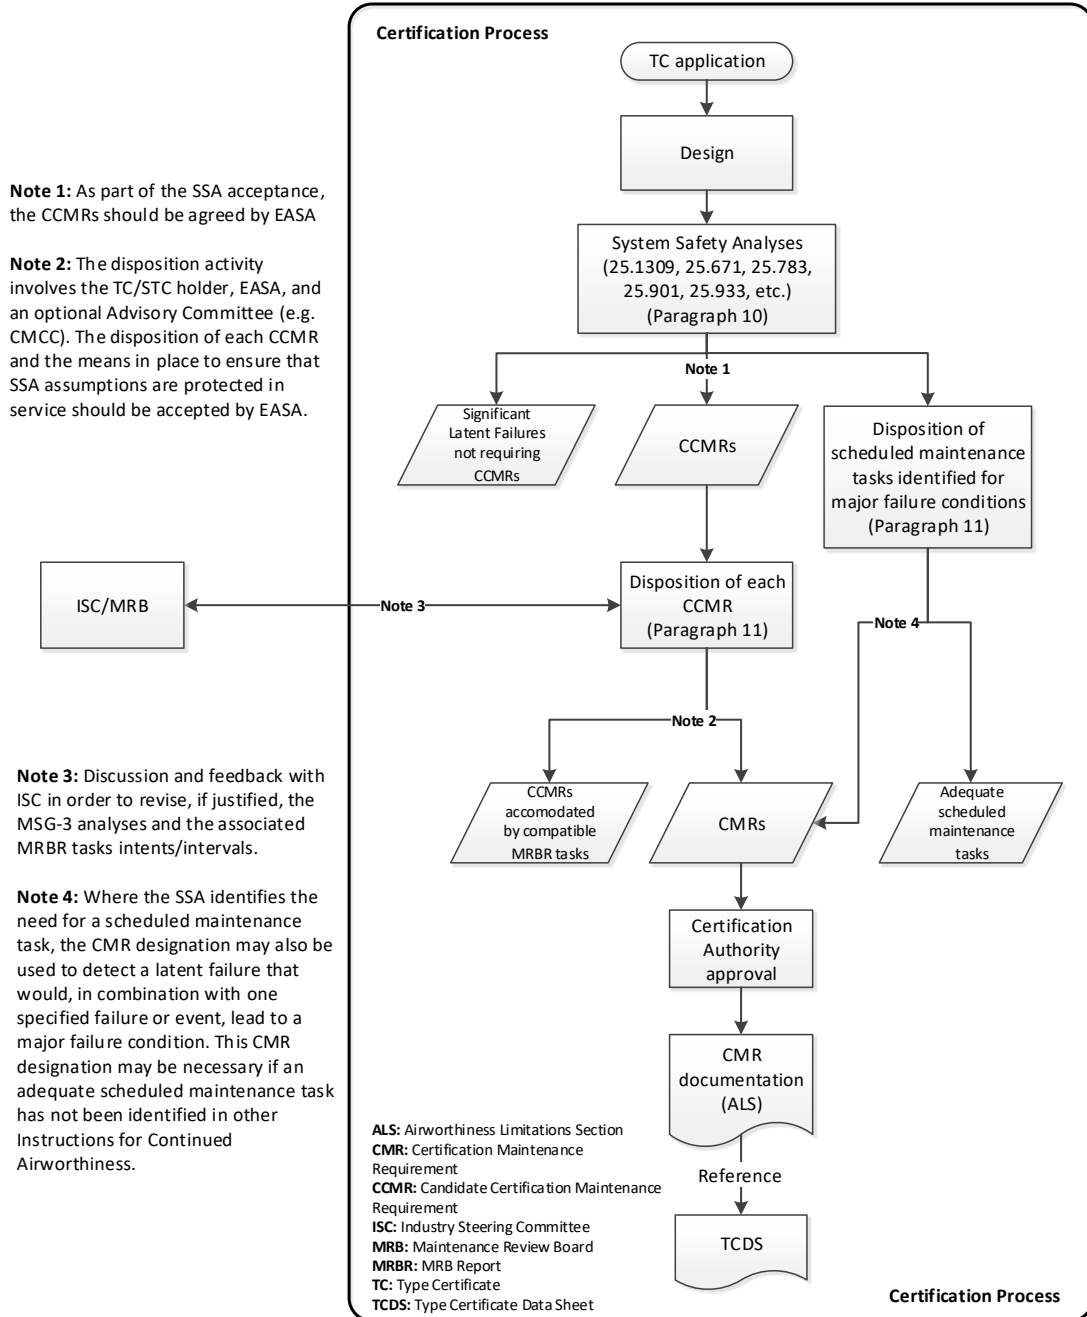 Certification Process
TC application
Design
Note 1: As part of the SSA acceptance,
the CCMRs should be agreed by EASA
Note 2: The disposition activity
involves the TC/STC holder, EASA, and
an optional Advisory Committee (e.g.
CMCC). The disposition of each CCMR
and the means in place to ensure that
SSA assumptions are protected in
service should be accepted by EASA.
System Safety Analyses
(25.1309, 25.671, 25.783,
25.901, 25.933, etc.)
(Paragraph 10)
Note 1
Significant
Latent Failures
not requiring
CCMRs
CCMRs
Disposition of
scheduled maintenance
tasks identified for
major failure conditions
(Paragraph 11)
ISC/MRB
Note 3
Disposition of each
CCMR
(Paragraph 11)
Note 4
Note 2
Note 3: Discussion and feedback with
ISC in order to revise, if justified, the
MSG-3 analyses and the associated
MRBR tasks intents/intervals.
Note 4: Where the SSA identifies the
need for a scheduled maintenance
task, the CMR designation may also be
used to detect a latent failure that
would, in combination with one
specified failure or event, lead to a
major failure condition. This CMR
designation may be necessary if an
adequate scheduled maintenance task
has not been identified in other
Instructions for Continued
Airworthiness.
CCMRs
accomodated
by compatible
MRBR tasks
CMRs
Adequate
scheduled
maintenance
tasks
Certification
Authority
approval
CMR
documentation
(ALS)
Reference
TCDS
ALS: Airworthiness Limitations Section
CMR: Certification Maintenance
Requirement
CCMR: Candidate Certification Maintenance
Requirement
ISC: Industry Steering Committee
MRB: Maintenance Review Board
MRBR: MRB Report
TC: Type Certificate
TCDS: Type Certificate Data Sheet
Certification Process